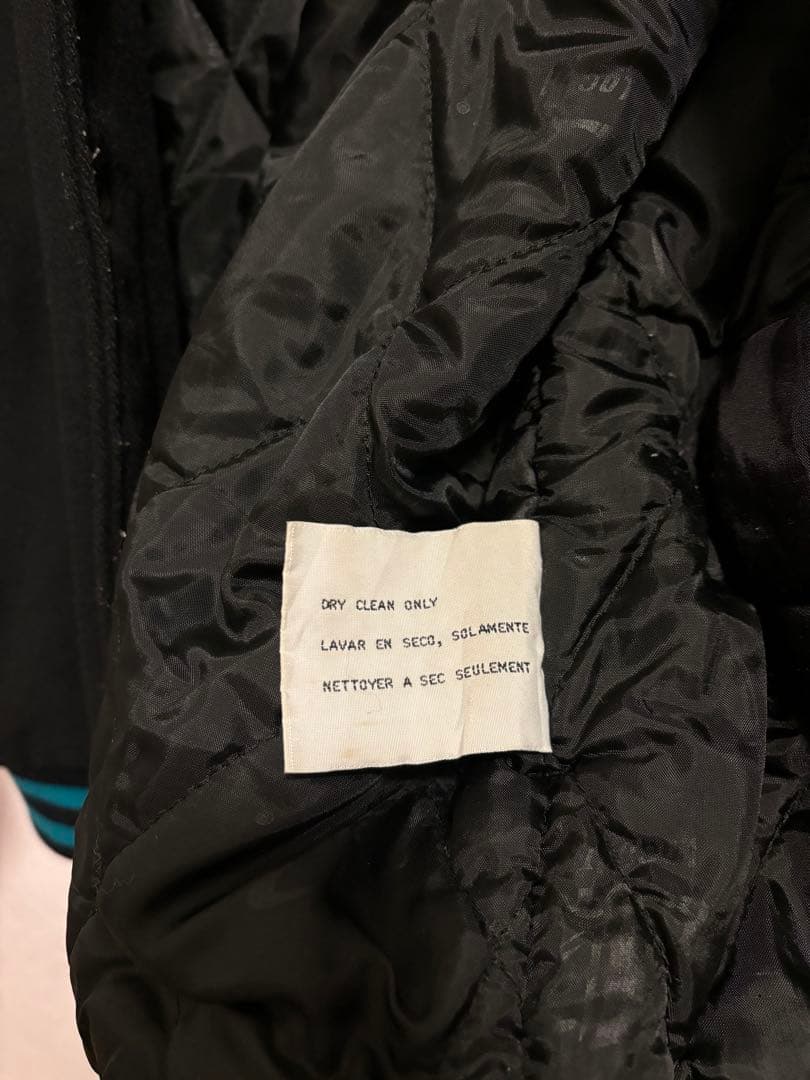 DRY CLEAN ONLY
LAVAR EN SECO, SOLAMENTE
NETTOYER A SEC SEULEMENT